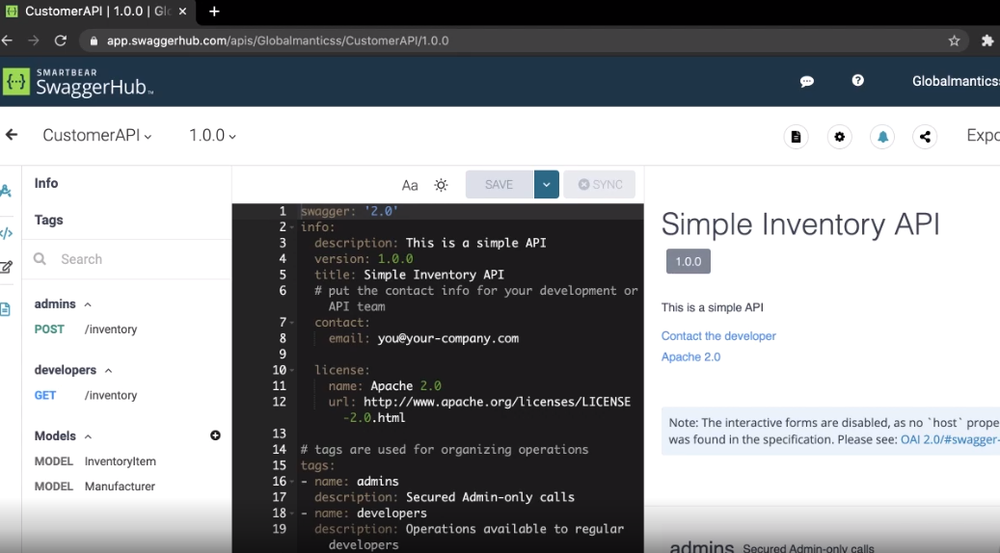 CustomerAPI | 1.0.0 | Glo
app.swaggerhub.com/apis/Globalmanticss/CustomerAPI/1.0.0
SMARTBEAR
SwaggerHub™
Globalmantics
CustomerAPI
1.0.0
Expo
Info
Tags
Search
admins
POST /inventory
developers
GET /inventory
Models
MODEL InventoryItem
MODEL Manufacturer
Aa
SAVE
SYNC
1 swagger: '2.0'
2 info:
3 description: This is a simple API
4 version: 1.0.0
5 title: Simple Inventory API
6 # put the contact info for your development or
API team
7 contact:
8 email: you@your-company.com
9
10 license:
11 name: Apache 2.0
12 url: http://www.apache.org/licenses/LICENSE
-2.0.html
13
14 # tags are used for organizing operations
15 tags:
16 - name: admins
17 description: Secured Admin-only calls
18 - name: developers
19 description: Operations available to regular
developers
Simple Inventory API
1.0.0
This is a simple API
Contact the developer
Apache 2.0
Note: The interactive forms are disabled, as no `host` prope
was found in the specification. Please see: OAI 2.0/#swagger-
admins Secured Admin-only calls